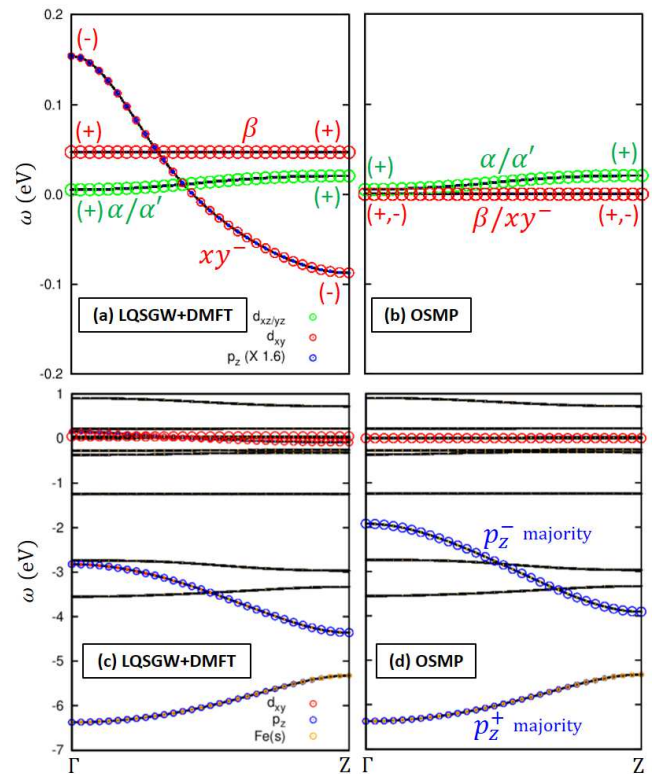 0.2
0.1
0.0
-0.1
-0.2
ω (eV)
(-)
(+) β (+)
(+) α/α′ (+)
xy⁻
(-)
(a) LQSGW+DMFT
d_xz/yz
d_xy
p_z (X 1.6)
α/α′
(+) (+)
(+,-) (+,-)
β/xy⁻
(b) OSMP
1
0
-1
-2
-3
-4
-5
-6
-7
ω (eV)
(c) LQSGW+DMFT
d_xy
p_z
Fe(s)
Γ Z
p_z⁻ majority
(d) OSMP
p_z⁺ majority
Γ Z